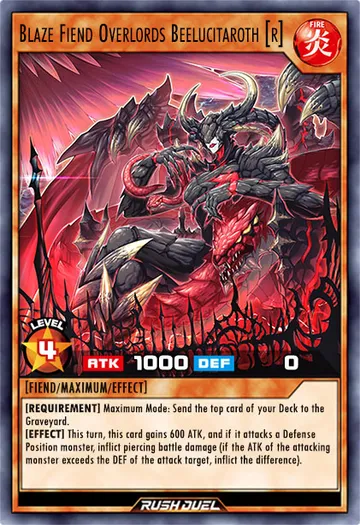 Blaze Fiend Overlords Beelucitaroth [R]
FIRE
炎
LEVEL
4
ATK 1000 DEF 0
[FIEND/MAXIMUM/EFFECT]
[REQUIREMENT] Maximum Mode: Send the top card of your Deck to the
Graveyard.
[EFFECT] This turn, this card gains 600 ATK, and if it attacks a Defense
Position monster, inflict piercing battle damage (if the ATK of the attacking
monster exceeds the DEF of the attack target, inflict the difference).
RUSH DUEL